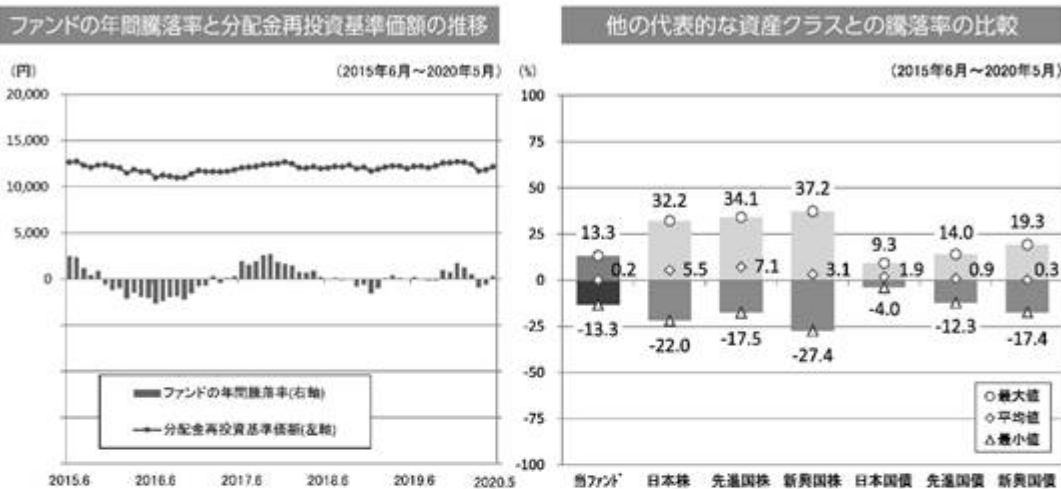 ファンドの年間騰落率と分配金再投資基準価額の推移
(円)
(2015年6月～2020年5月)
(%)
20,000
15,000
10,000
5,000
0
ファンドの年間騰落率(右軸)
分配金再投資基準価額(左軸)
2015.6
2016.6
2017.6
2018.6
2019.6
2020.5
他の代表的な資産クラスとの騰落率の比較
(2015年6月～2020年5月)
100
75
50
25
0
-25
-50
-75
-100
13.3
0.2
-13.3
32.2
5.5
-22.0
34.1
7.1
-17.5
37.2
3.1
-27.4
9.3
1.9
-4.0
14.0
0.9
-12.3
19.3
0.3
-17.4
最大値
平均値
最小値
当ファンド
日本株
先進国株
新興国株
日本国債
先進国債
新興国債